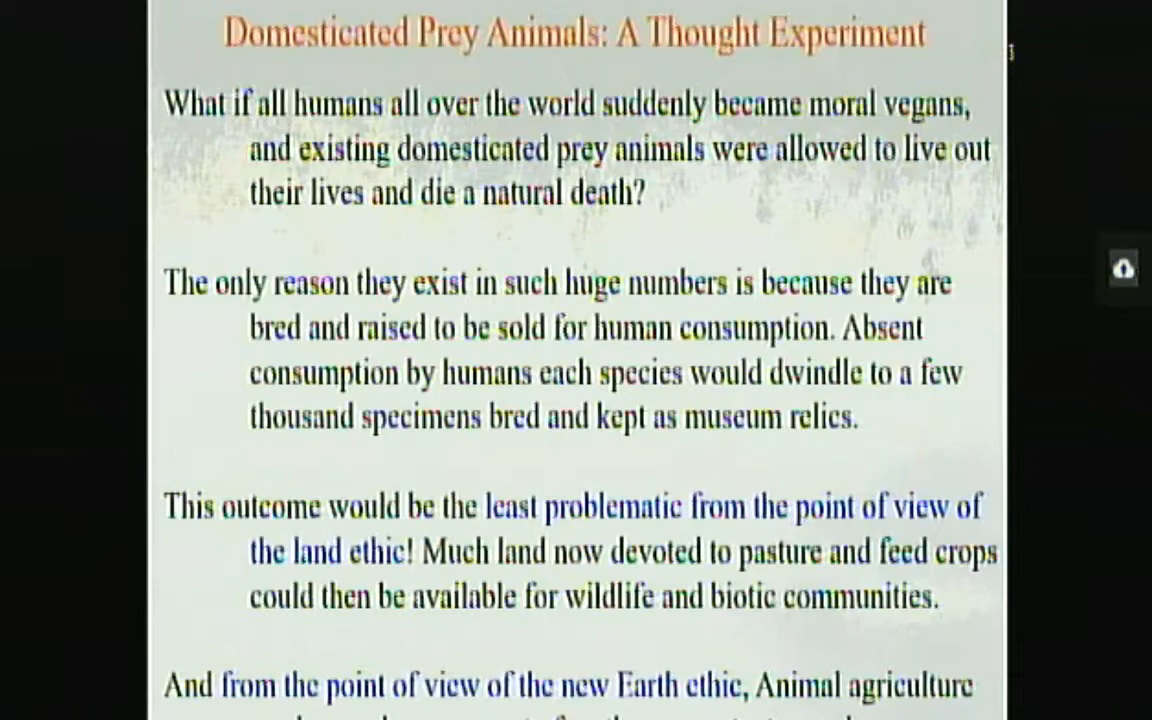 Domesticated Prey Animals: A Thought Experiment
What if all humans all over the world suddenly became moral vegans,
and existing domesticated prey animals were allowed to live out
their lives and die a natural death?
The only reason they exist in such huge numbers is because they are
bred and raised to be sold for human consumption. Absent
consumption by humans each species would dwindle to a few
thousand specimens bred and kept as museum relics.
This outcome would be the least problematic from the point of view of
the land ethic! Much land now devoted to pasture and feed crops
could then be available for wildlife and biotic communities.
And from the point of view of the new Earth ethic, Animal agriculture